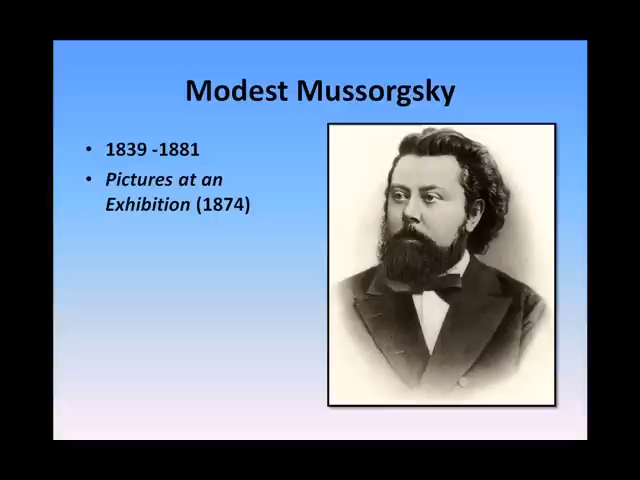 Modest Mussorgsky
• 1839 -1881
• Pictures at an
Exhibition (1874)